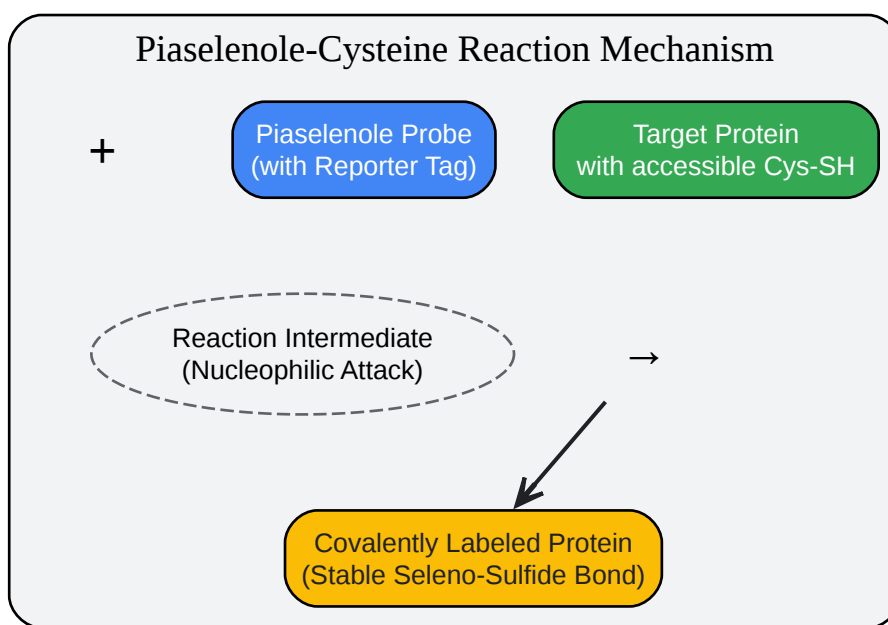 Piaselenole-Cysteine Reaction Mechanism
+
Piaselenole Probe
(with Reporter Tag)
Target Protein
with accessible Cys-SH
Reaction Intermediate
(Nucleophilic Attack)
→
Covalently Labeled Protein
(Stable Seleno-Sulfide Bond)